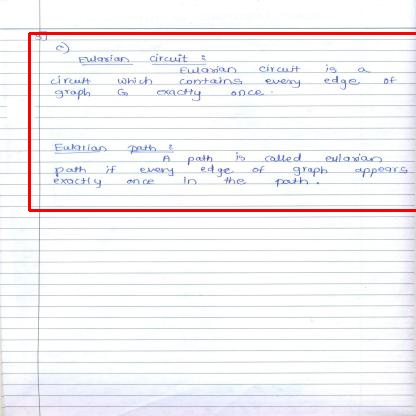 5)
c)
Eularian circuit :
Eularian circuit is a
circuit which contains every edge of
graph G exactly once.
Eularian path :
A path is called eularian
path if every edge of graph appears
exactly once in the path.